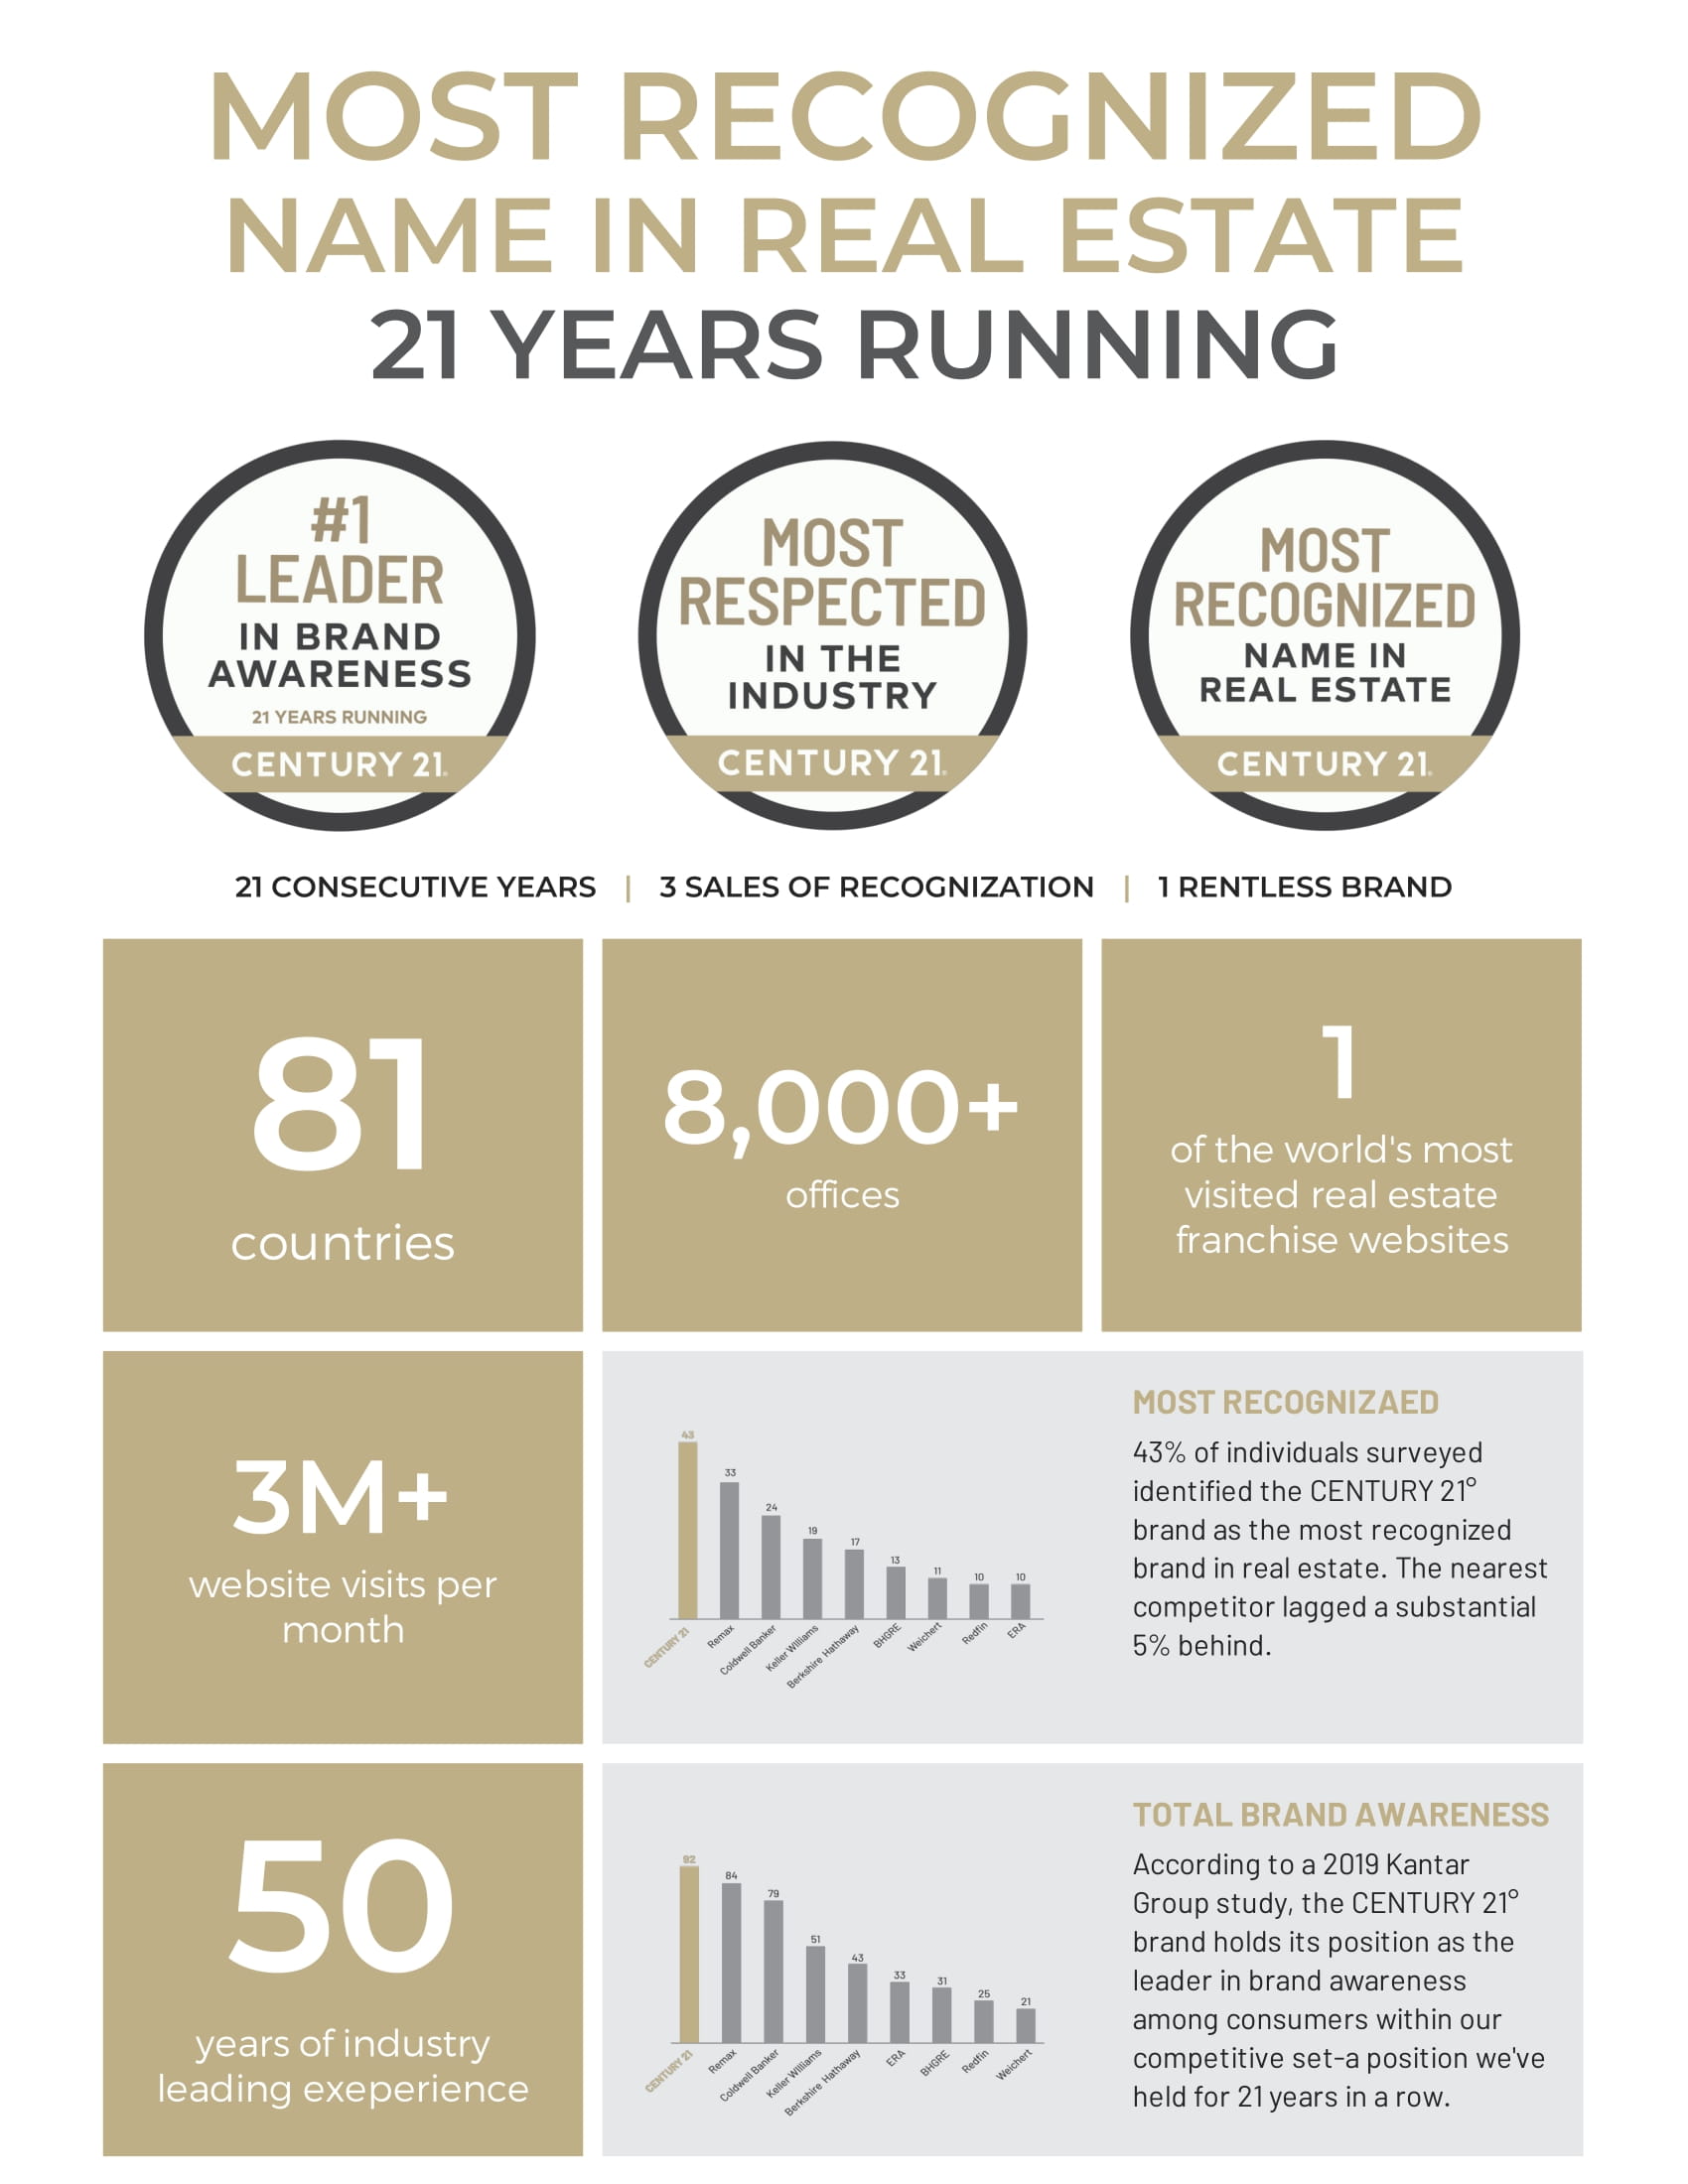 MOST RECOGNIZED
NAME IN REAL ESTATE
21 YEARS RUNNING
#1
LEADER
IN BRAND
AWARENESS
21 YEARS RUNNING
CENTURY 21®
MOST
RESPECTED
IN THE
INDUSTRY
CENTURY 21®
MOST
RECOGNIZED
NAME IN
REAL ESTATE
CENTURY 21®
21 CONSECUTIVE YEARS | 3 SALES OF RECOGNIZATION | 1 RENTLESS BRAND
81
countries
8,000+
offices
1
of the world's most
visited real estate
franchise websites
3M+
website visits per
month
43
33
24
19
17
13
11
10
10
CENTURY 21
Remax
Coldwell Banker
Keller Williams
Berkshire Hathaway
BHGRE
Weichert
Redfin
ERA
MOST RECOGNIZAED
43% of individuals surveyed
identified the CENTURY 21°
brand as the most recognized
brand in real estate. The nearest
competitor lagged a substantial
5% behind.
50
years of industry
leading exeperience
92
84
79
51
43
33
31
25
21
CENTURY 21
Remax
Coldwell Banker
Keller Williams
Berkshire Hathaway
ERA
BHGRE
Redfin
Weichert
TOTAL BRAND AWARENESS
According to a 2019 Kantar
Group study, the CENTURY 21°
brand holds its position as the
leader in brand awareness
among consumers within our
competitive set-a position we've
held for 21 years in a row.